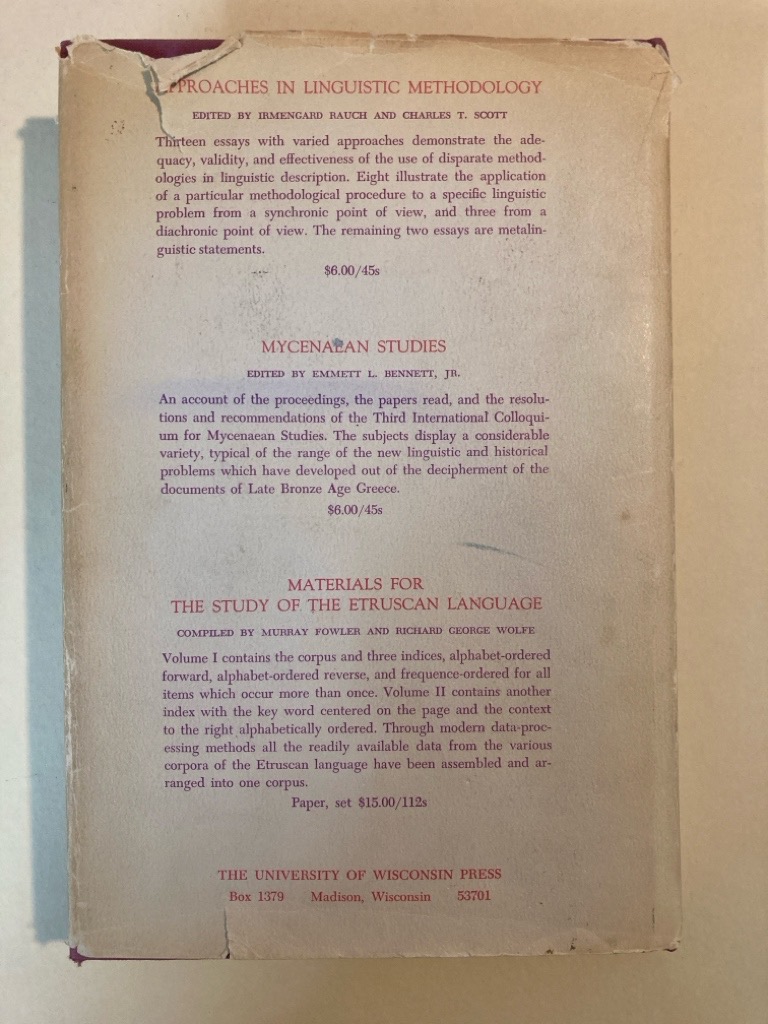 APPROACHES IN LINGUISTIC METHODOLOGY
EDITED BY IRMENGARD RAUCH AND CHARLES T. SCOTT
Thirteen essays with varied approaches demonstrate the ade-
quacy, validity, and effectiveness of the use of disparate method-
ologies in linguistic description. Eight illustrate the application
of a particular methodological procedure to a specific linguistic
problem from a synchronic point of view, and three from a
diachronic point of view. The remaining two essays are metalin-
guistic statements.
$6.00/45s
MYCENAEAN STUDIES
EDITED BY EMMETT L. BENNETT, JR.
An account of the proceedings, the papers read, and the resolu-
tions and recommendations of the Third International Colloqui-
um for Mycenaean Studies. The subjects display a considerable
variety, typical of the range of the new linguistic and historical
problems which have developed out of the decipherment of the
documents of Late Bronze Age Greece.
$6.00/45s
MATERIALS FOR
THE STUDY OF THE ETRUSCAN LANGUAGE
COMPILED BY MURRAY FOWLER AND RICHARD GEORGE WOLFE
Volume I contains the corpus and three indices, alphabet-ordered
forward, alphabet-ordered reverse, and frequence-ordered for all
items which occur more than once. Volume II contains another
index with the key word centered on the page and the context
to the right alphabetically ordered. Through modern data-proc-
essing methods all the readily available data from the various
corpora of the Etruscan language have been assembled and ar-
ranged into one corpus.
Paper, set $15.00/112s
THE UNIVERSITY OF WISCONSIN PRESS
Box 1379 Madison, Wisconsin 53701